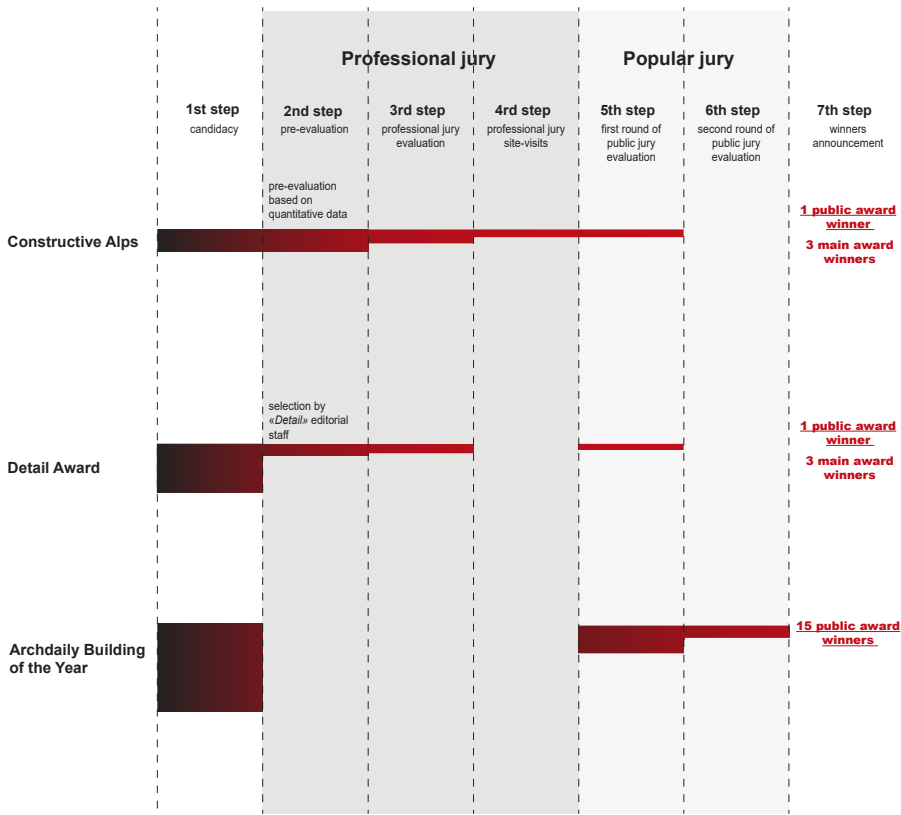 Professional jury
Popular jury
1st step
candidacy
2nd step
pre-evaluation
3rd step
professional jury
evaluation
4rd step
professional jury
site-visits
5th step
first round of
public jury
evaluation
6th step
second round of
public jury
evaluation
7th step
winners
announcement
pre-evaluation
based on
quantitative data
Constructive Alps
1 public award
winner
3 main award
winners
selection by
«Detail» editorial
staff
Detail Award
1 public award
winner
3 main award
winners
Archdaily Building
of the Year
15 public award
winners